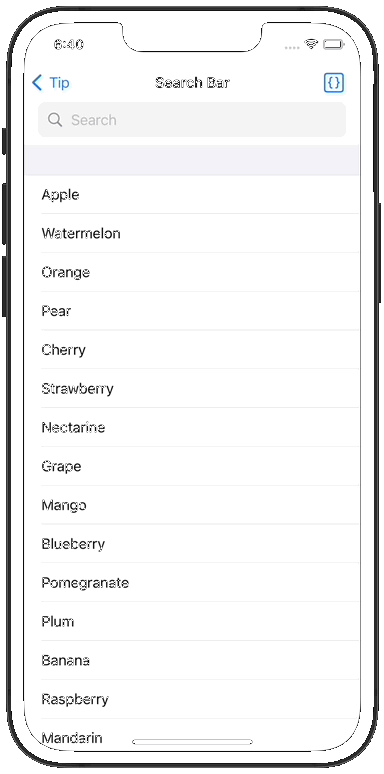 6:40
Tip
Search Bar
{}
Search
Apple
Watermelon
Orange
Pear
Cherry
Strawberry
Nectarine
Grape
Mango
Blueberry
Pomegranate
Plum
Banana
Raspberry
Mandarin